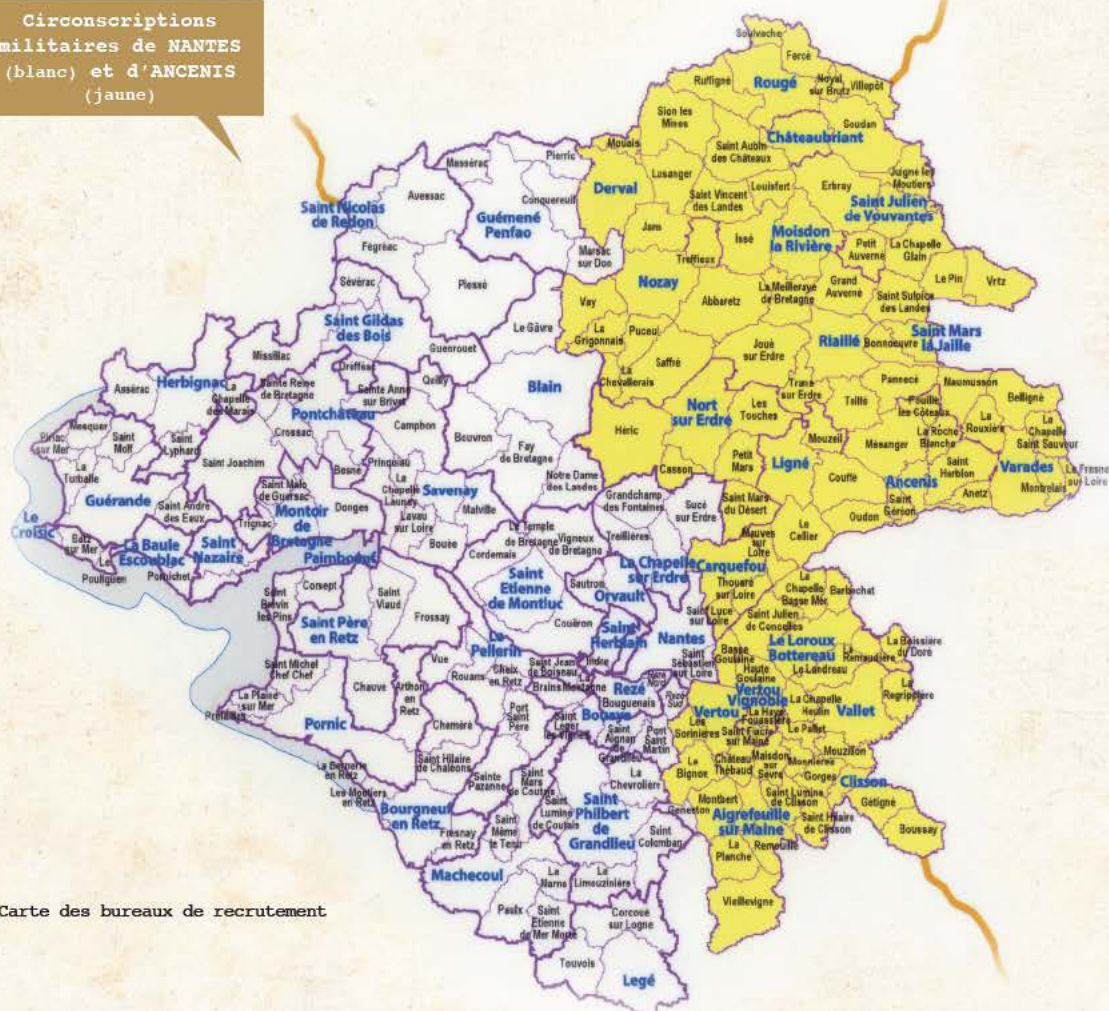 Circonscriptions
militaires de NANTES
(blanc) et d'ANCENIS
(jaune)
Soulvache
Fercé
Ruffigné
Rougé
Noyal
sur Brutz
Villepôt
Sion les
Mines
Soudan
Châteaubriant
Mouais
Saint Aubin
des Châteaux
Massérac
Pierric
Lusanger
Juigné les
Moutiers
Derval
Louisfert
Erbray
Avessac
Conquereuil
Saint Vincent
des Landes
Saint Julien
de Vouvantes
Saint Nicolas
de Redon
Guémené
Penfao
Jans
Issé
Moisdon
la Rivière
Fégréac
Marsac
sur Don
Treffieux
Petit
Auverné
La Chapelle
Glain
Sévérac
Plessé
Nozay
Abbaretz
La Meilleraye
de Bretagne
Grand
Auverné
Le Pin
Vritz
Vay
Saint Sulpice
des Landes
Saint Gildas
des Bois
Le Gâvre
La
Grigonnais
Puceul
Joué
sur Erdre
Riaillé
Bonnoeuvre
Saint Mars
la Jaille
Missillac
Guenrouet
Saffré
Drefféac
La
Chevallerais
Herbignac
Assérac
La
Chapelle
des Marais
Sainte Reine
de Bretagne
Sainte Anne
sur Brivet
Quilly
Blain
Trans
sur Erdre
Pannecé
Maumusson
Teillé
Pouillé
les Côteaux
Belligné
Pontchâteau
Nort
sur Erdre
Les
Touches
La
Rouxière
La
Chapelle
Saint Sauveur
Mesquer
Piriac
sur Mer
Saint
Molf
Saint
Lyphard
Crossac
Campbon
Bouvron
Héric
Mouzeil
La Roche
Blanche
Mésanger
Fay
de Bretagne
Saint Joachim
Besné
Prinquiau
Petit
Mars
Ligné
Saint
Herblon
Varades
Le Fresne
sur Loire
La
Turballe
Casson
Couffé
Ancenis
Montrelais
Guérande
Saint Malo
de Guersac
La
Chapelle
Launay
Savenay
Notre Dame
des Landes
Grandchamp
des Fontaines
Sucé
sur Erdre
Saint Mars
du Désert
Anetz
Saint
Géréon
Oudon
Saint André
des Eaux
Montoir
de
Bretagne
Donges
Malville
Lavau
sur Loire
Le
Croisic
Batz
sur Mer
Le
Pouliguen
La Baule
Escoublac
Saint
Nazaire
Trignac
Bouée
Le Temple
de Bretagne
Vigneux
de Bretagne
Treillières
Mauves
sur
Loire
Le
Cellier
Pornichet
Paimboeuf
Cordemais
Carquefou
Corsept
Saint
Etienne
de Montluc
Sautron
La Chapelle
sur Erdre
Thouaré
sur Loire
La
Chapelle
Basse Mer
Barbechat
Saint
Brévin
les Pins
Saint
Viaud
Orvault
Saint Père
en Retz
Frossay
Couëron
Saint
Herblain
Nantes
Saint Luce
sur Loire
Saint Julien
de Concelles
Le Loroux
Bottereau
La Boissière
du Doré
La
Remaudière
Le
Pellerin
Basse
Goulaine
Saint
Sébastien
sur Loire
Le Landreau
Vue
Rouans
Cheix
en Retz
Saint Jean
de Boiseau
Indre
Haute
Goulaine
Saint Michel
Chef Chef
Chauvé
Arthon
en
Retz
Brains
La
Montagne
Rezé
Rezé
Nord
Rezé
Sud
Vertou
Vignoble
La
Regrippière
La Plaine
sur Mer
Bouguenais
Vertou
La Haye
Fouassière
La Chapelle
Heulin
Vallet
Préfailles
Pornic
Port
Saint
Père
Bouaye
Saint
Léger
les Vignes
Saint
Aignan
de
Grandlieu
Pont
Saint
Martin
Les
Sorinières
Saint Fiacre
sur Maine
Le Pallet
Chéméré
Mouzillon
La Bernerie
en Retz
Saint Hilaire
de Chaléons
Château
Thébaud
Maisdon
sur
Sèvre
Monnières
Le
Bignon
Gorges
Clisson
Les Moutiers
en Retz
Sainte
Pazanne
Saint
Mars
de Coutais
La
Chevrolière
Saint Lumine
de Clisson
Gétigné
Bourgneuf
en Retz
Saint
Lumine
de Coutais
Saint
Philbert
de
Grandlieu
Geneston
Montbert
Aigrefeuille
sur Maine
Saint Hilaire
de Clisson
Boussay
Fresnay
en Retz
Saint
Même
le Tenu
Saint
Colomban
La
Planche
Remouillé
Machecoul
La
Marne
La
Limouzinière
Vieillevigne
Carte des bureaux de recrutement
Paulx
Saint
Etienne
de Mer Morte
Corcoué
sur Logne
Touvois
Legé